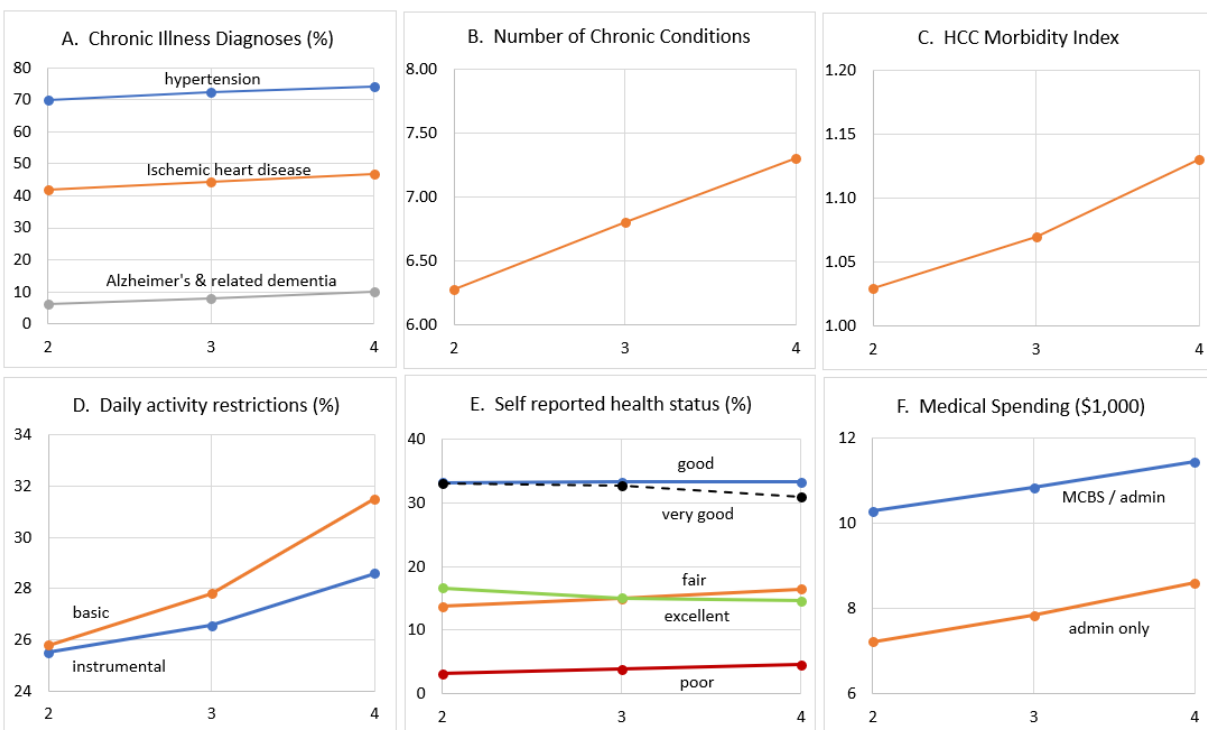 A. Chronic Illness Diagnoses (%)
80
70
60
50
40
30
20
10
0
hypertension
Ischemic heart disease
Alzheimer's & related dementia
2 3 4
B. Number of Chronic Conditions
8.00
7.50
7.00
6.50
6.00
2 3 4
C. HCC Morbidity Index
1.20
1.15
1.10
1.05
1.00
2 3 4
D. Daily activity restrictions (%)
34
32
30
28
26
24
basic
instrumental
2 3 4
E. Self reported health status (%)
40
30
20
10
0
good
very good
fair
excellent
poor
2 3 4
F. Medical Spending ($1,000)
12
10
8
6
MCBS / admin
admin only
2 3 4